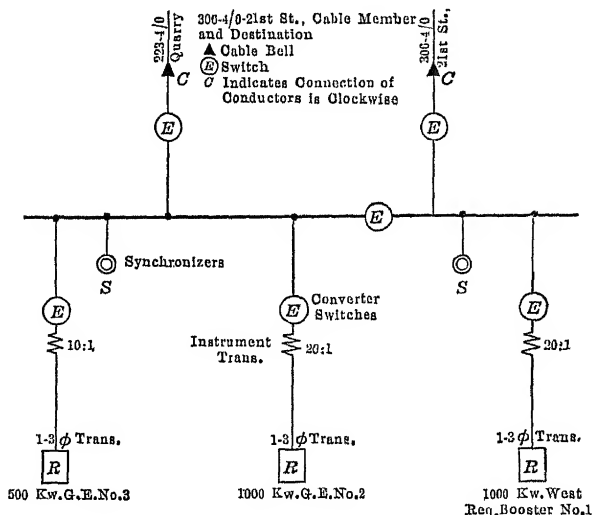 223-4/0
Quarry
300-4/0-21st St., Cable Member
and Destination
▲ Cable Bell
Ⓔ Switch
C Indicates Connection of
Conductors is Clockwise
306-4/0
21st St.,
C
C
E
E
E
Synchronizers
S
S
E
E
Converter
Switches
E
10:1
Instrument
Trans.
20:1
20:1
1-3 ϕ Trans.
1-3 ϕ Trans.
1-3 ϕ Trans.
R
R
R
500 Kw.G.E.No.3
1000 Kw.G.E.No.2
1000 Kw.West
Reg.Booster No.1